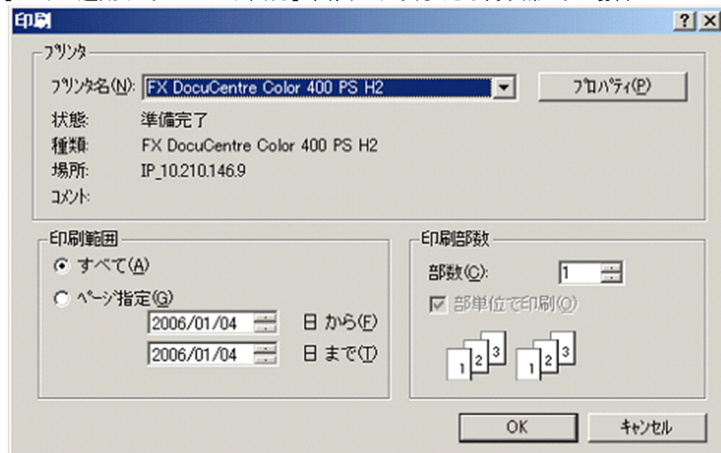 印刷
プリンタ
プリンタ名(N): FX DocuCentre Color 400 PS H2
プロパティ(P)
状態: 準備完了
種類: FX DocuCentre Color 400 PS H2
場所: IP_10.210.146.9
コメント:
印刷範囲
すべて(A)
ページ指定(G)
2006/01/04 日 から(F)
2006/01/04 日 まで(T)
印刷部数
部数(C): 1
部単位で印刷(O)
1 2 3 1 2 3
OK キャンセル